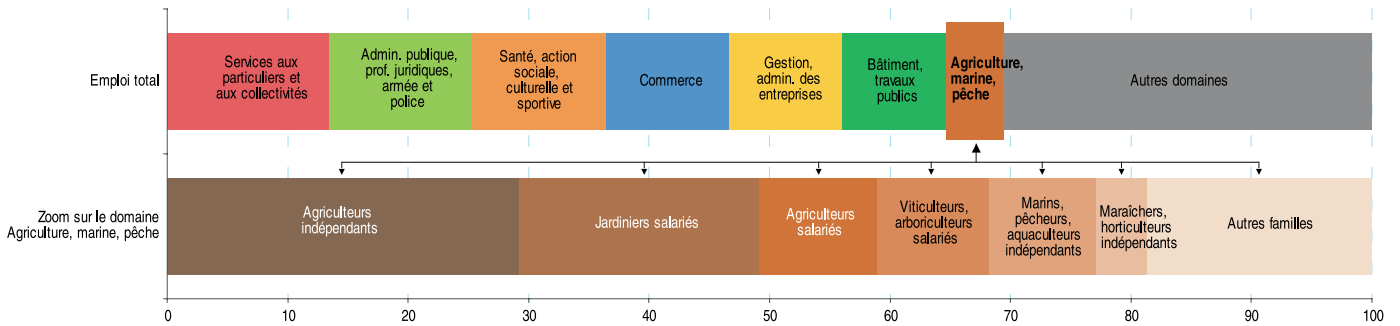 Emploi total
Services aux
particuliers et
aux collectivités
Admin. publique,
prof. juridiques,
armée et
police
Santé, action
sociale,
culturelle et
sportive
Commerce
Gestion,
admin. des
entreprises
Bâtiment,
travaux
publics
Agriculture,
marine,
pêche
Autres domaines
Zoom sur le domaine
Agriculture, marine, pêche
Agriculteurs
indépendants
Jardiniers salariés
Agriculteurs
salariés
Viticulteurs,
arboriculteurs
salariés
Marins,
pêcheurs,
aquaculteurs
indépendants
Maraîchers,
horticulteurs
indépendants
Autres familles
0 10 20 30 40 50 60 70 80 90 100